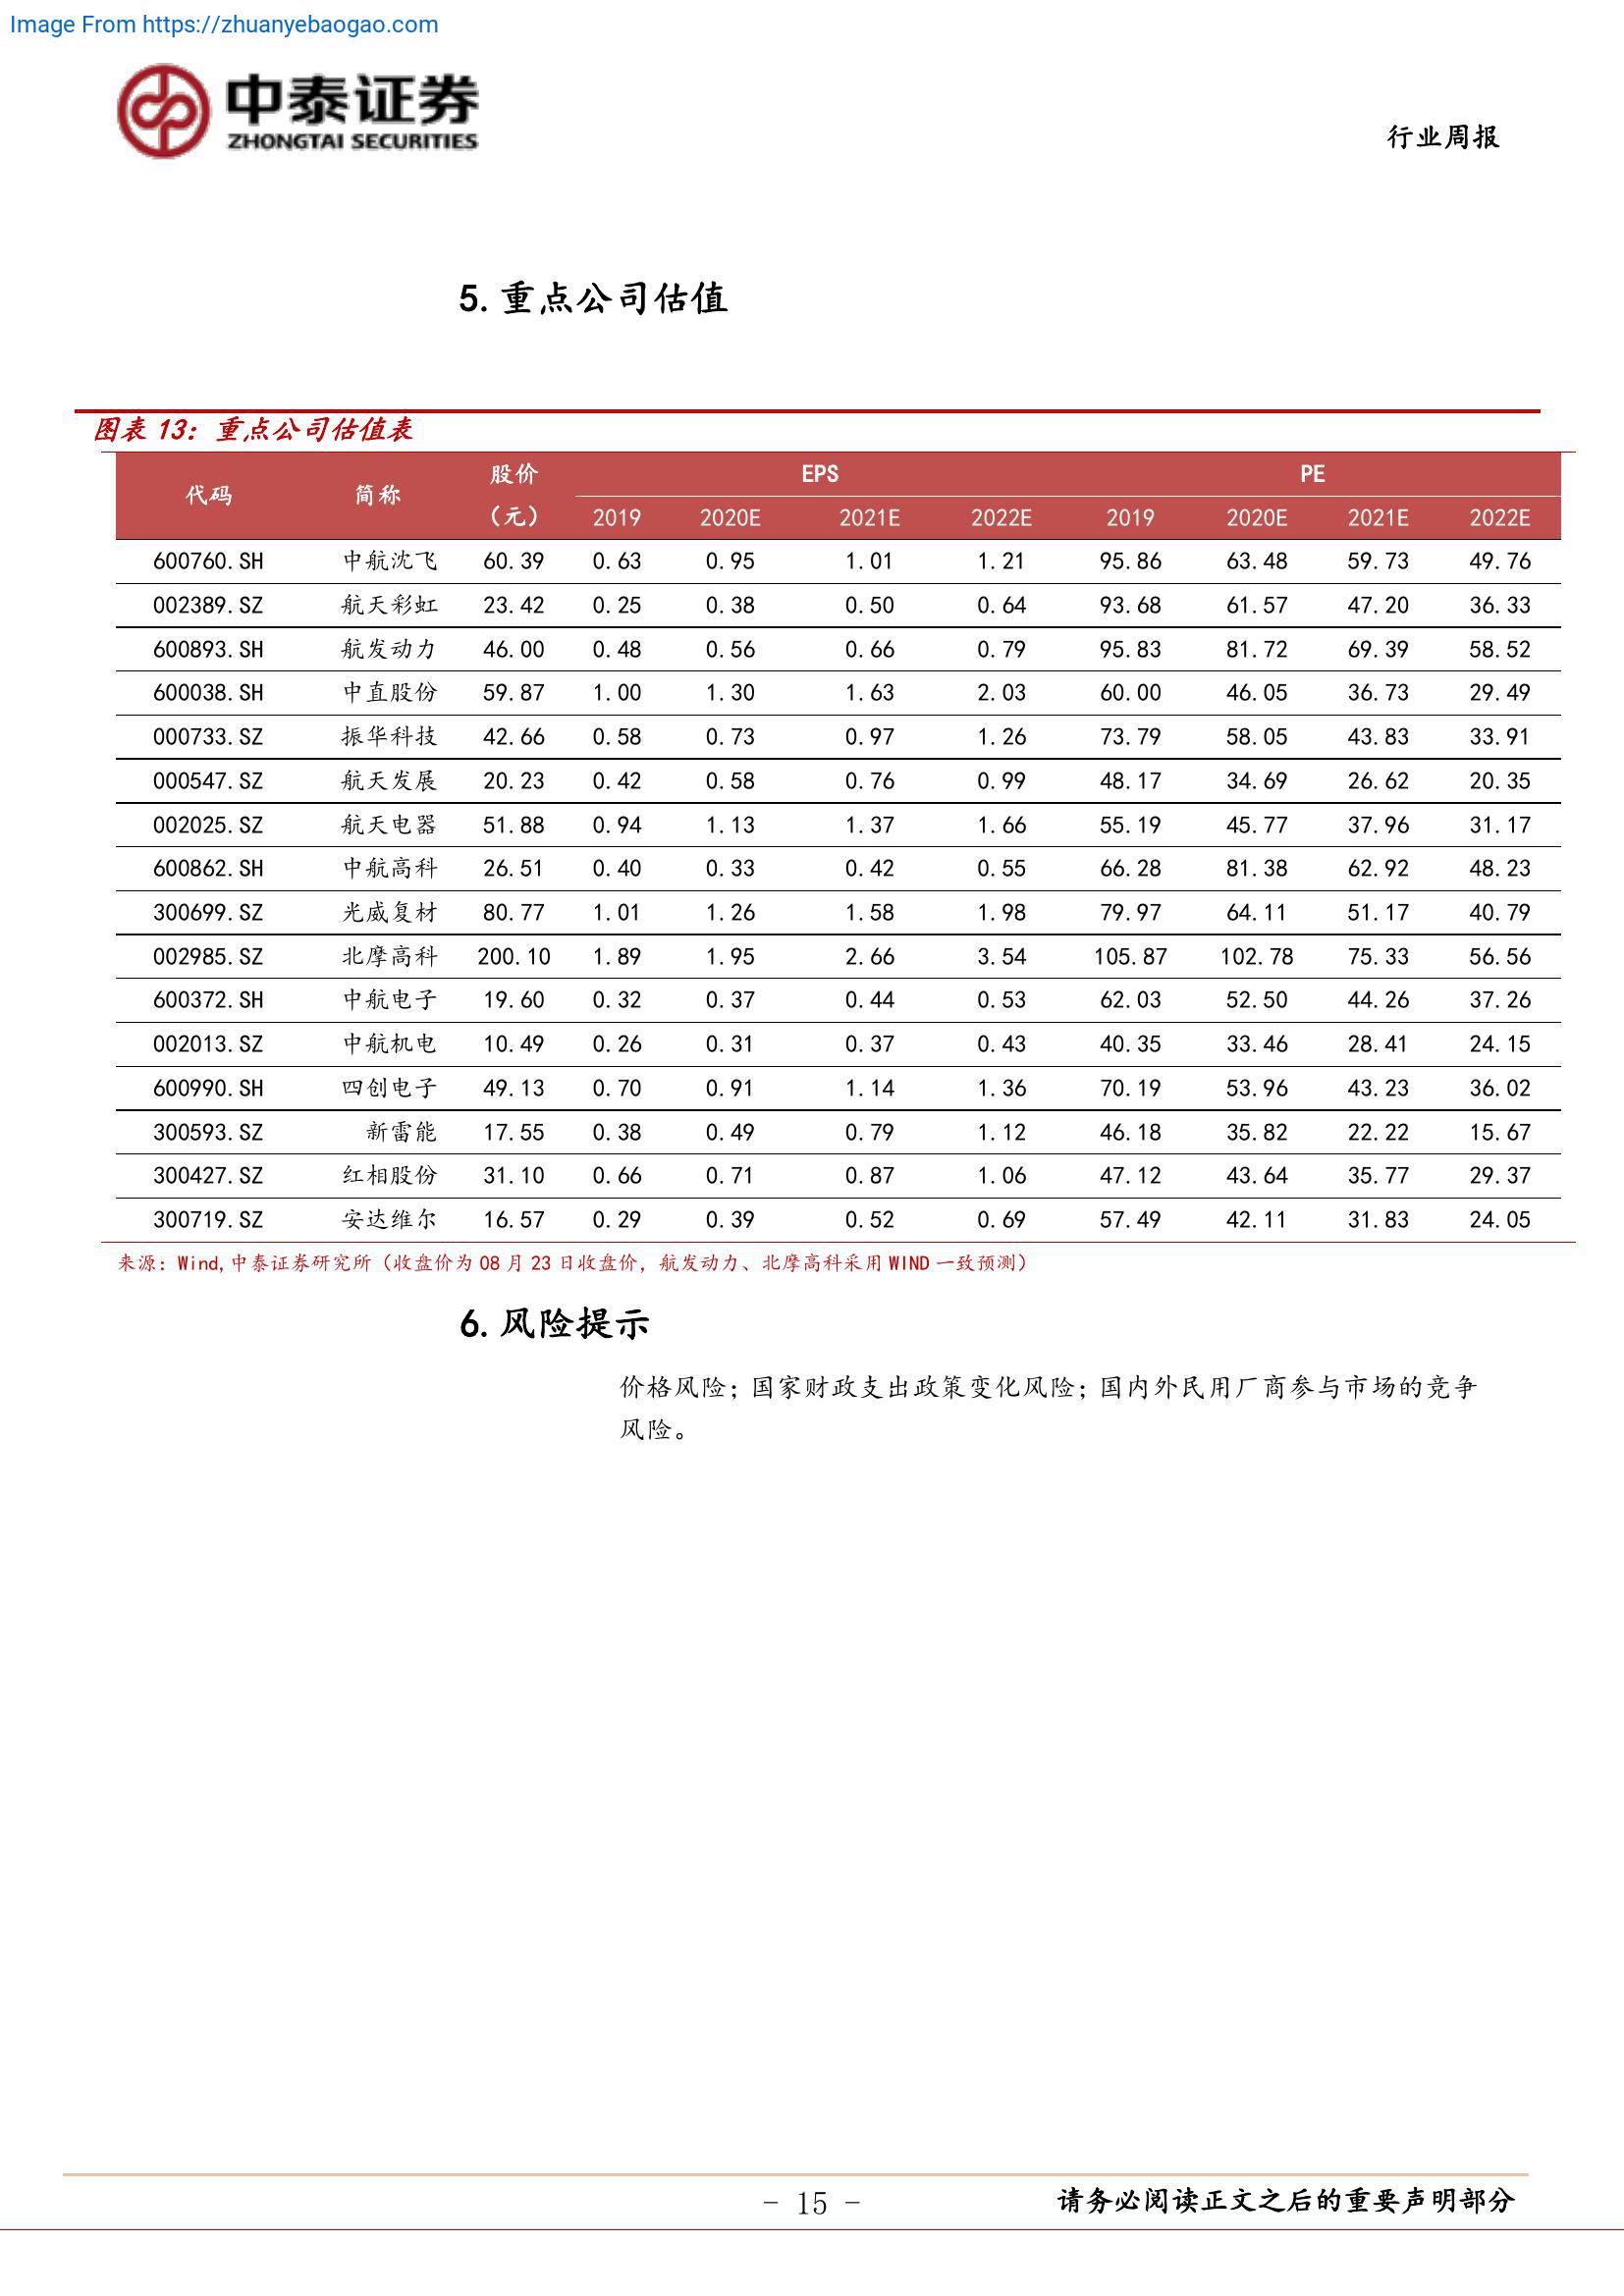 Image From https://zhuanyebaogao.com
中泰证券
ZHONGTAI SECURITIES
行业周报
5.重点公司估值
图表 13：重点公司估值表
代码 简称 股价（元） EPS PE
2019 2020E 2021E 2022E 2019 2020E 2021E 2022E
600760.SH 中航沈飞 60.39 0.63 0.95 1.01 1.21 95.86 63.48 59.73 49.76
002389.SZ 航天彩虹 23.42 0.25 0.38 0.50 0.64 93.68 61.57 47.20 36.33
600893.SH 航发动力 46.00 0.48 0.56 0.66 0.79 95.83 81.72 69.39 58.52
600038.SH 中直股份 59.87 1.00 1.30 1.63 2.03 60.00 46.05 36.73 29.49
000733.SZ 振华科技 42.66 0.58 0.73 0.97 1.26 73.79 58.05 43.83 33.91
000547.SZ 航天发展 20.23 0.42 0.58 0.76 0.99 48.17 34.69 26.62 20.35
002025.SZ 航天电器 51.88 0.94 1.13 1.37 1.66 55.19 45.77 37.96 31.17
600862.SH 中航高科 26.51 0.40 0.33 0.42 0.55 66.28 81.38 62.92 48.23
300699.SZ 光威复材 80.77 1.01 1.26 1.58 1.98 79.97 64.11 51.17 40.79
002985.SZ 北摩高科 200.10 1.89 1.95 2.66 3.54 105.87 102.78 75.33 56.56
600372.SH 中航电子 19.60 0.32 0.37 0.44 0.53 62.03 52.50 44.26 37.26
002013.SZ 中航机电 10.49 0.26 0.31 0.37 0.43 40.35 33.46 28.41 24.15
600990.SH 四创电子 49.13 0.70 0.91 1.14 1.36 70.19 53.96 43.23 36.02
300593.SZ 新雷能 17.55 0.38 0.49 0.79 1.12 46.18 35.82 22.22 15.67
300427.SZ 红相股份 31.10 0.66 0.71 0.87 1.06 47.12 43.64 35.77 29.37
300719.SZ 安达维尔 16.57 0.29 0.39 0.52 0.69 57.49 42.11 31.83 24.05
来源：Wind,中泰证券研究所（收盘价为 08 月 23 日收盘价，航发动力、北摩高科采用 WIND 一致预测）
6.风险提示
价格风险；国家财政支出政策变化风险；国内外民用厂商参与市场的竞争
风险。
- 15 -
请务必阅读正文之后的重要声明部分